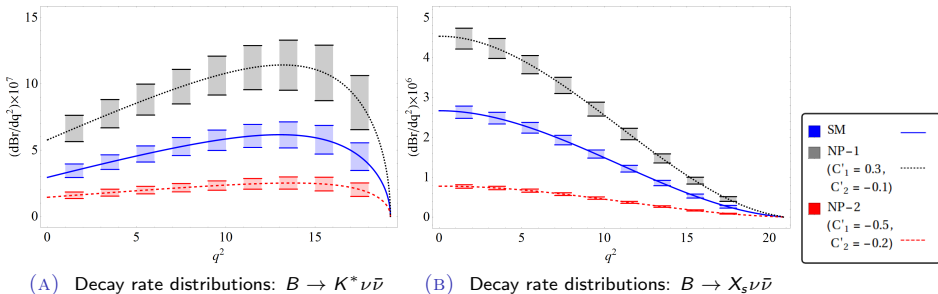 (dBr/dq²)×10⁷
15
10
5
0
0 5 10 15
q²
(dBr/dq²)×10⁶
5
4
3
2
1
0
0 5 10 15 20
q²
SM
NP-1
(C'₁ = 0.3,
C'₂ = -0.1)
NP-2
(C'₁ = -0.5,
C'₂ = -0.2)
(A) Decay rate distributions: B → K* νν̄
(B) Decay rate distributions: B → Xₛνν̄